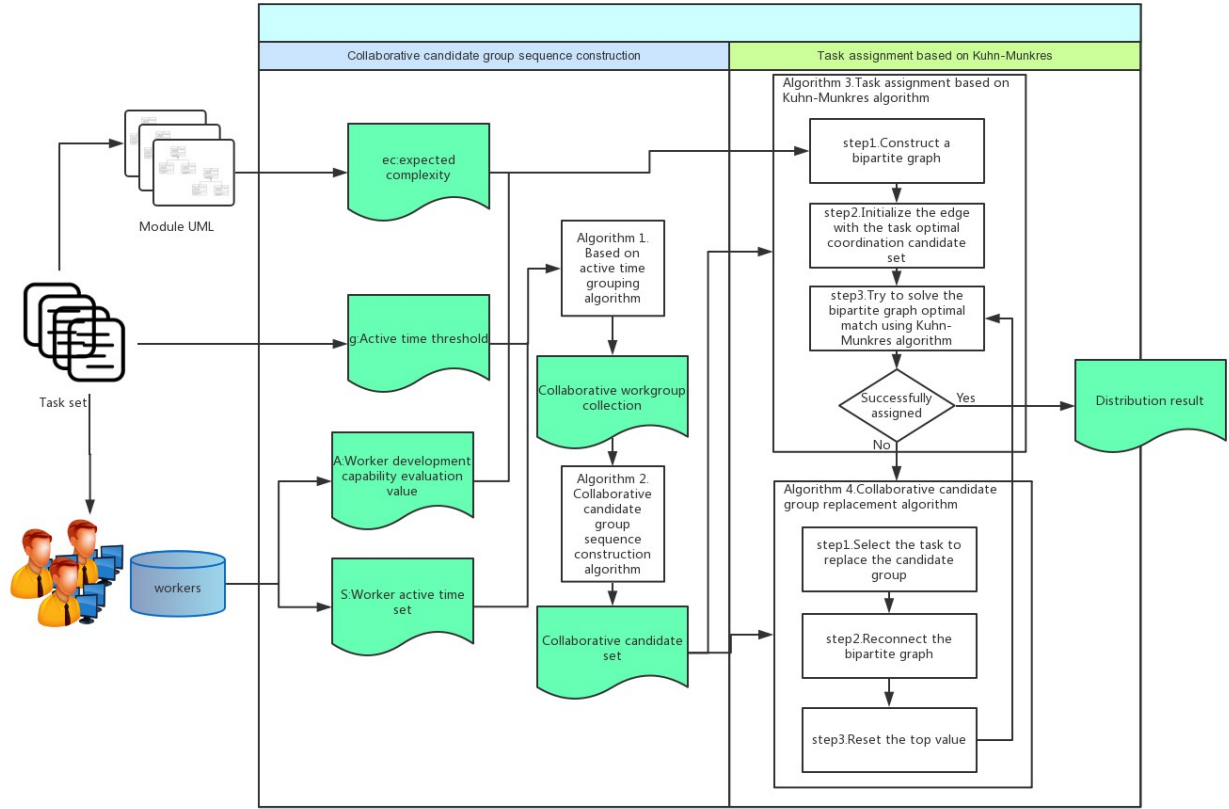 Collaborative candidate group sequence construction
Task assignment based on Kuhn-Munkres
Module UML
Task set
workers
ec:expected
complexity
g:Active time threshold
A:Worker development
capability evaluation
value
S:Worker active time
set
Algorithm 1.
Based on
active time
grouping
algorithm
Collaborative workgroup
collection
Algorithm 2.
Collaborative
candidate
group
sequence
construction
algorithm
Collaborative candidate
set
Algorithm 3.Task assignment based on
Kuhn-Munkres algorithm
step1.Construct a
bipartite graph
step2.Initialize the edge
with the task optimal
coordination candidate
set
step3.Try to solve the
bipartite graph optimal
match using Kuhn-
Munkres algorithm
Successfully
assigned
Yes
No
Distribution result
Algorithm 4.Collaborative candidate
group replacement algorithm
step1.Select the task to
replace the candidate
group
step2.Reconnect the
bipartite graph
step3.Reset the top value